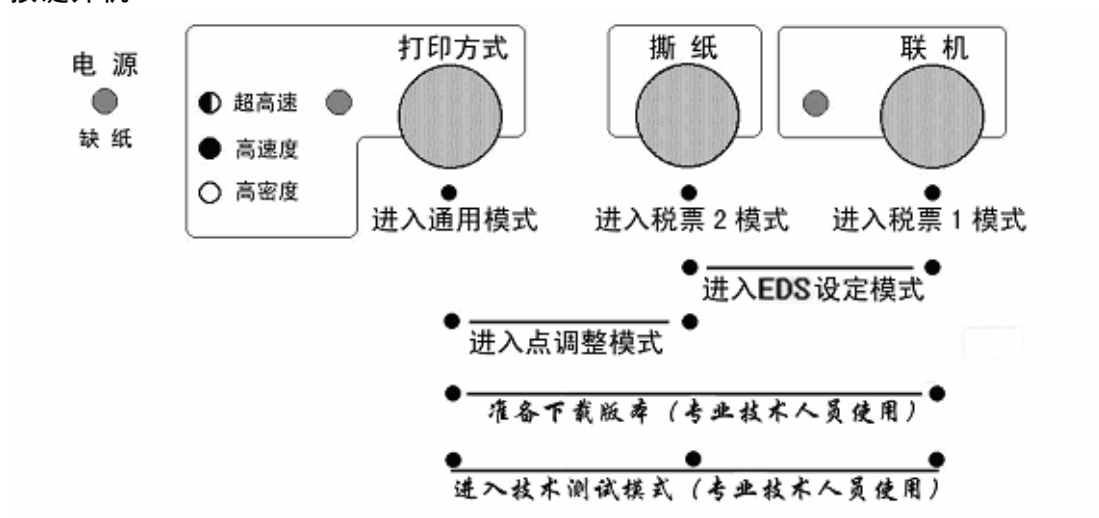 电 源
缺 纸
打印方式
超高速
高速度
高密度
撕 纸
联 机
进入通用模式
进入税票 2 模式
进入税票 1 模式
进入EDS设定模式
进入点调整模式
准备下载版本（专业技术人员使用）
进入技术测试模式（专业技术人员使用）